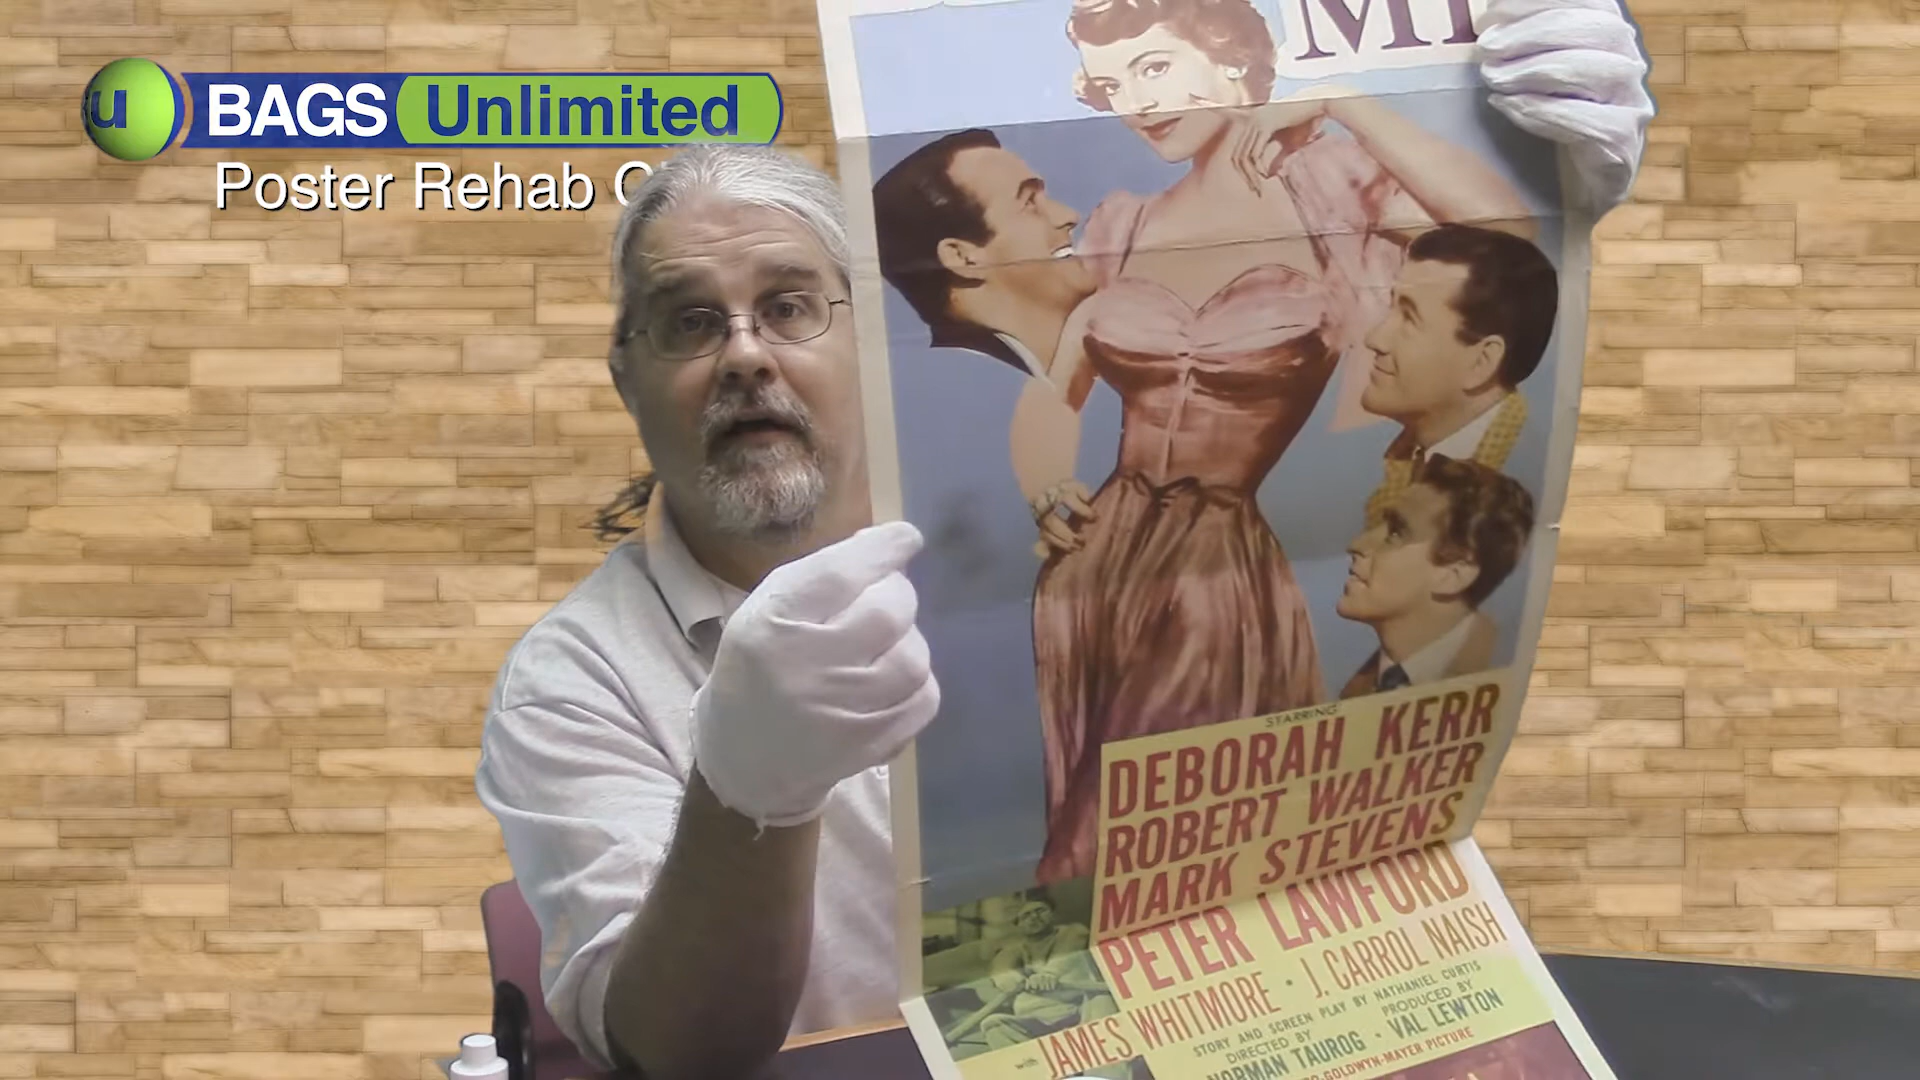 u BAGS Unlimited
Poster Rehab
STARRING
DEBORAH KERR
ROBERT WALKER
MARK STEVENS
PETER LAWFORD
with JAMES WHITMORE • J. CARROL NAISH
STORY AND SCREEN PLAY BY NATHANIEL CURTIS
DIRECTED BY NORMAN TAUROG • PRODUCED BY VAL LEWTON
GOLDWYN-MAYER PICTURE